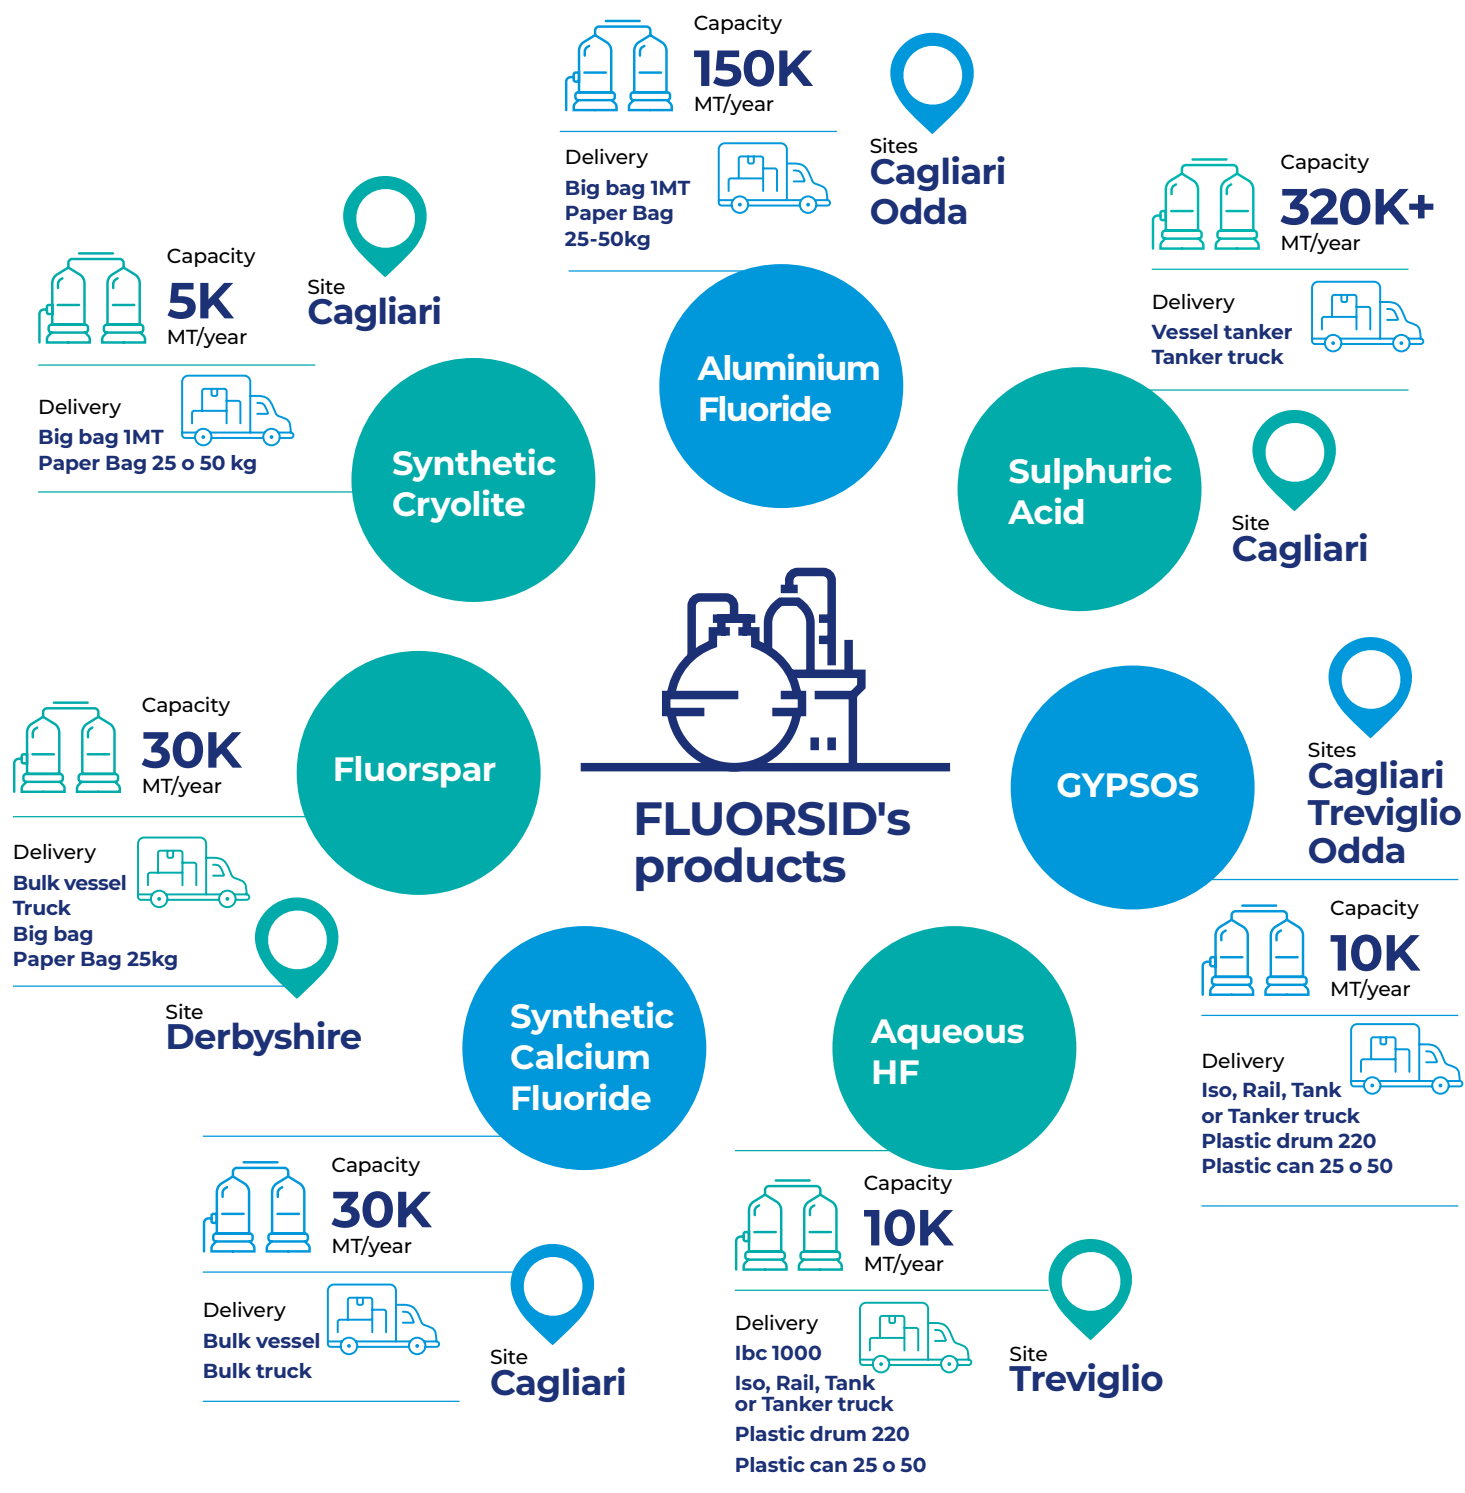 Capacity
150K
MT/year
Delivery
Big bag 1MT
Paper Bag
25-50kg
Sites
Cagliari
Odda
Aluminium
Fluoride
Capacity
320K+
MT/year
Delivery
Vessel tanker
Tanker truck
Site
Cagliari
Sulphuric
Acid
Capacity
5K
MT/year
Site
Cagliari
Delivery
Big bag 1MT
Paper Bag 25 o 50 kg
Synthetic
Cryolite
FLUORSID's
products
Capacity
30K
MT/year
Fluorspar
Delivery
Bulk vessel
Truck
Big bag
Paper Bag 25kg
Site
Derbyshire
GYPSOS
Sites
Cagliari
Treviglio
Odda
Capacity
10K
MT/year
Delivery
Iso, Rail, Tank
or Tanker truck
Plastic drum 220
Plastic can 25 o 50
Synthetic
Calcium
Fluoride
Capacity
30K
MT/year
Delivery
Bulk vessel
Bulk truck
Site
Cagliari
Aqueous
HF
Capacity
10K
MT/year
Delivery
Ibc 1000
Iso, Rail, Tank
or Tanker truck
Plastic drum 220
Plastic can 25 o 50
Site
Treviglio